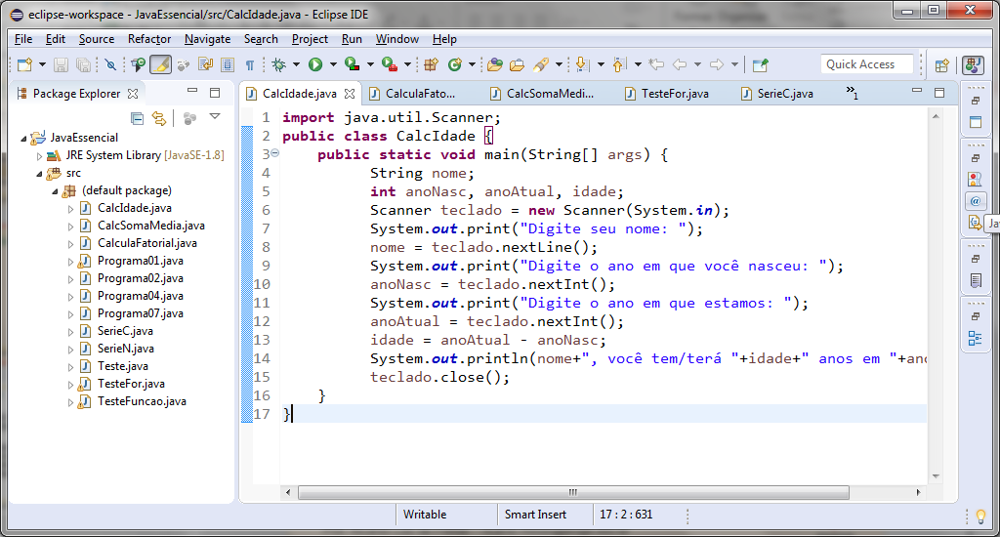 eclipse-workspace - JavaEssencial/src/CalcIdade.java - Eclipse IDE
File Edit Source Refactor Navigate Search Project Run Window Help
Quick Access
Package Explorer
CalcIdade.java CalculaFato... CalcSomaMedi... TesteFor.java SerieC.java »1
JavaEssencial
JRE System Library [JavaSE-1.8]
src
(default package)
CalcIdade.java
CalcSomaMedia.java
CalculaFatorial.java
Programa01.java
Programa02.java
Programa04.java
Programa07.java
SerieC.java
SerieN.java
Teste.java
TesteFor.java
TesteFuncao.java
1 import java.util.Scanner;
2 public class CalcIdade {
3 public static void main(String[] args) {
4 String nome;
5 int anoNasc, anoAtual, idade;
6 Scanner teclado = new Scanner(System.in);
7 System.out.print("Digite seu nome: ");
8 nome = teclado.nextLine();
9 System.out.print("Digite o ano em que você nasceu: ");
10 anoNasc = teclado.nextInt();
11 System.out.print("Digite o ano em que estamos: ");
12 anoAtual = teclado.nextInt();
13 idade = anoAtual - anoNasc;
14 System.out.println(nome+", você tem/terá "+idade+" anos em "+ano
15 teclado.close();
16 }
17 }
Jav
Writable Smart Insert 17 : 2 : 631